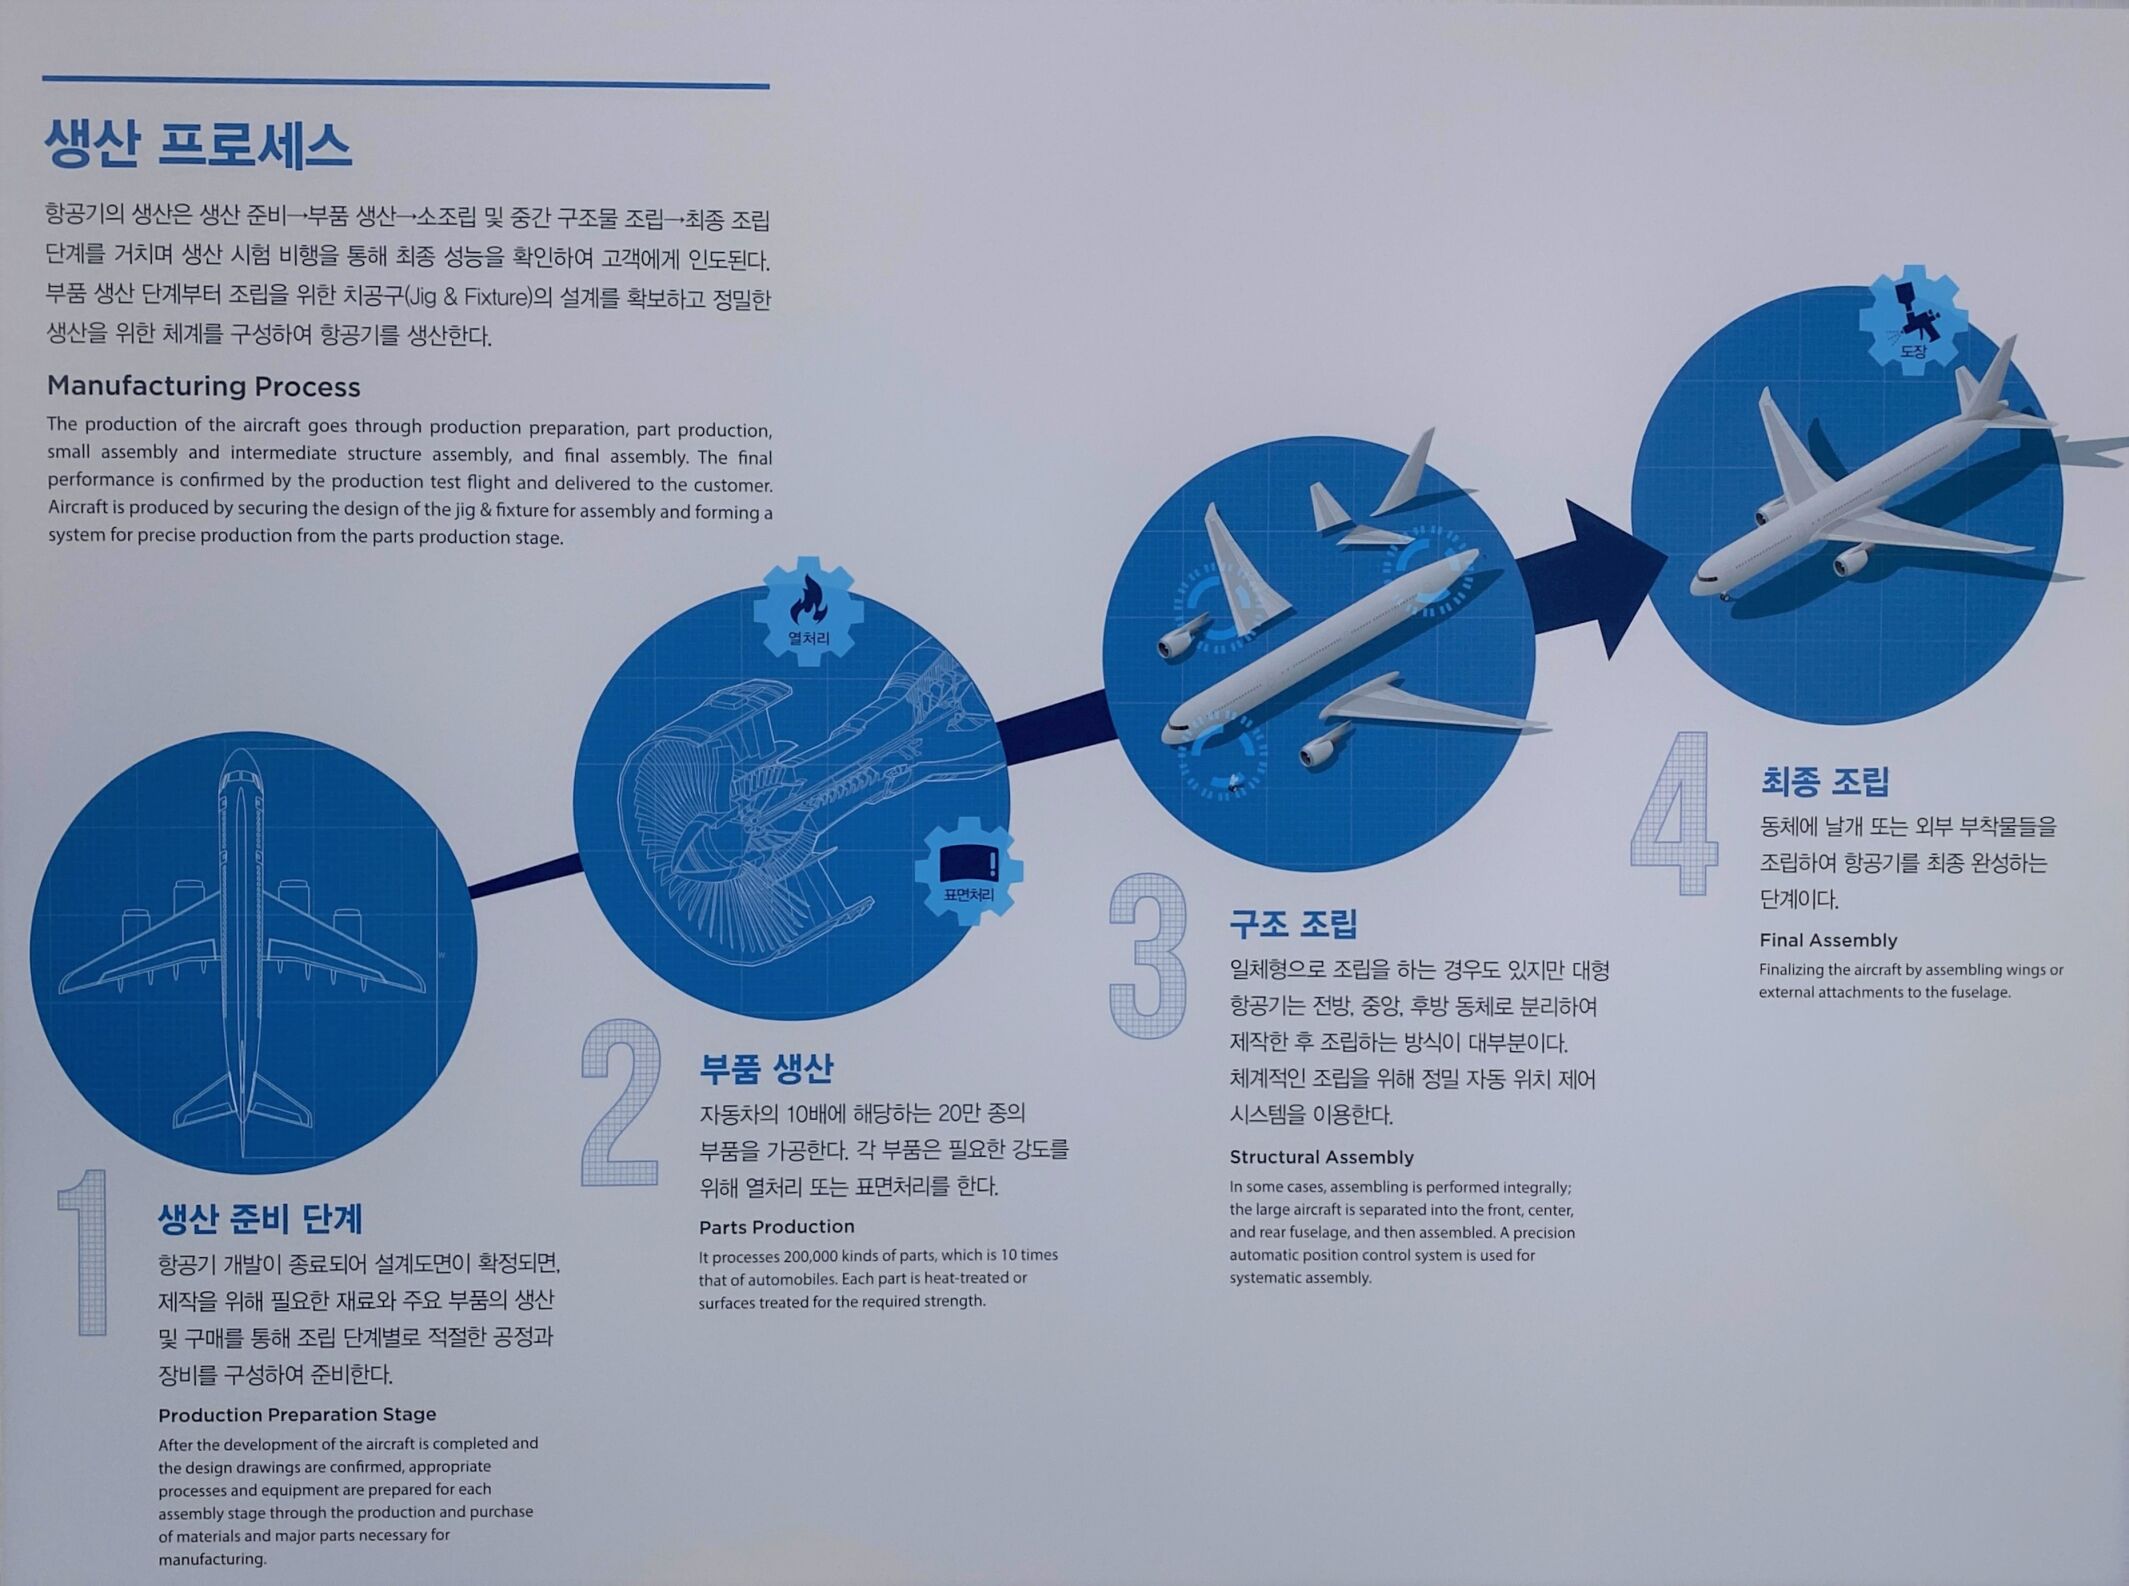 생산 프로세스
항공기의 생산은 생산 준비→부품 생산→소조립 및 중간 구조물 조립→최종 조립
단계를 거치며 생산 시험 비행을 통해 최종 성능을 확인하여 고객에게 인도된다.
부품 생산 단계부터 조립을 위한 치공구(Jig & Fixture)의 설계를 확보하고 정밀한
생산을 위한 체계를 구성하여 항공기를 생산한다.
Manufacturing Process
The production of the aircraft goes through production preparation, part production,
small assembly and intermediate structure assembly, and final assembly. The final
performance is confirmed by the production test flight and delivered to the customer.
Aircraft is produced by securing the design of the jig & fixture for assembly and forming a
system for precise production from the parts production stage.
W
1
생산 준비 단계
항공기 개발이 종료되어 설계도면이 확정되면,
제작을 위해 필요한 재료와 주요 부품의 생산
및 구매를 통해 조립 단계별로 적절한 공정과
장비를 구성하여 준비한다.
Production Preparation Stage
After the development of the aircraft is completed and
the design drawings are confirmed, appropriate
processes and equipment are prepared for each
assembly stage through the production and purchase
of materials and major parts necessary for
manufacturing.
열처리
표면처리
2
부품 생산
자동차의 10배에 해당하는 20만 종의
부품을 가공한다. 각 부품은 필요한 강도를
위해 열처리 또는 표면처리를 한다.
Parts Production
It processes 200,000 kinds of parts, which is 10 times
that of automobiles. Each part is heat-treated or
surfaces treated for the required strength.
3
구조 조립
일체형으로 조립을 하는 경우도 있지만 대형
항공기는 전방, 중앙, 후방 동체로 분리하여
제작한 후 조립하는 방식이 대부분이다.
체계적인 조립을 위해 정밀 자동 위치 제어
시스템을 이용한다.
Structural Assembly
In some cases, assembling is performed integrally;
the large aircraft is separated into the front, center,
and rear fuselage, and then assembled. A precision
automatic position control system is used for
systematic assembly.
도장
4
최종 조립
동체에 날개 또는 외부 부착물들을
조립하여 항공기를 최종 완성하는
단계이다.
Final Assembly
Finalizing the aircraft by assembling wings or
external attachments to the fuselage.